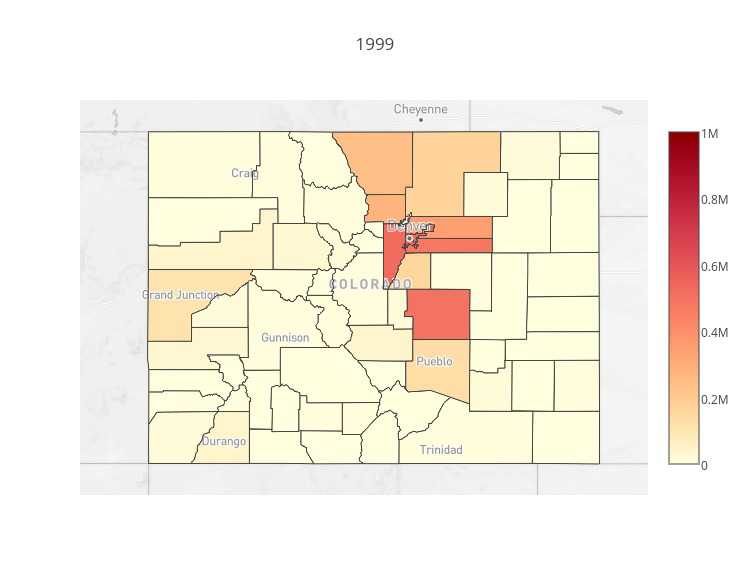 1999
Cheyenne
Craig
Denver
COLORADO
Grand Junction
Gunnison
Pueblo
Durango
Trinidad
1M
0.8M
0.6M
0.4M
0.2M
0